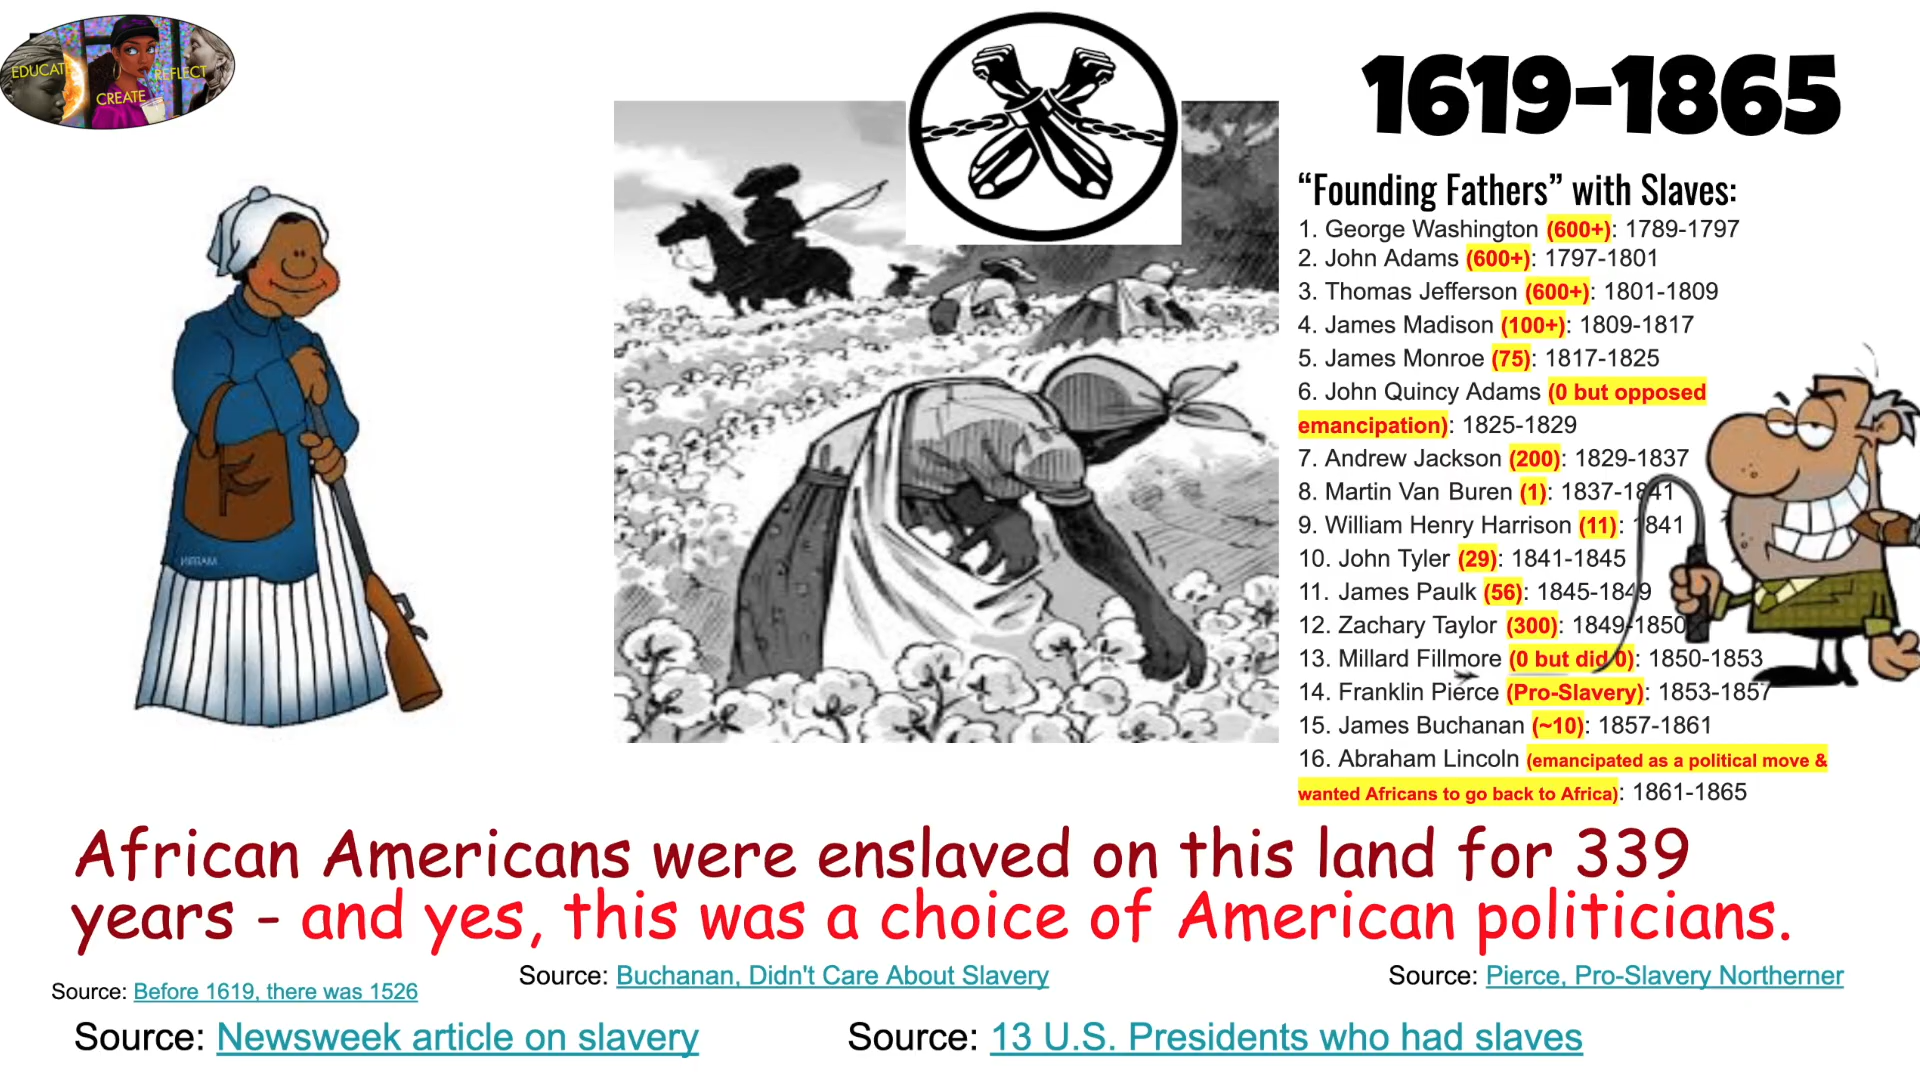 EDUCATE
REFLECT
CREATE
1619-1865
“Founding Fathers” with Slaves:
1. George Washington (600+): 1789-1797
2. John Adams (600+): 1797-1801
3. Thomas Jefferson (600+): 1801-1809
4. James Madison (100+): 1809-1817
5. James Monroe (75): 1817-1825
6. John Quincy Adams (0 but opposed
emancipation): 1825-1829
7. Andrew Jackson (200): 1829-1837
8. Martin Van Buren (1): 1837-1841
9. William Henry Harrison (11): 1841
10. John Tyler (29): 1841-1845
11. James Paulk (56): 1845-1849
12. Zachary Taylor (300): 1849-1850
13. Millard Fillmore (0 but did 0): 1850-1853
14. Franklin Pierce (Pro-Slavery): 1853-1857
15. James Buchanan (~10): 1857-1861
16. Abraham Lincoln (emancipated as a political move &
wanted Africans to go back to Africa): 1861-1865
African Americans were enslaved on this land for 339
years - and yes, this was a choice of American politicians.
Source: Before 1619, there was 1526
Source: Buchanan, Didn't Care About Slavery
Source: Pierce, Pro-Slavery Northerner
Source: Newsweek article on slavery
Source: 13 U.S. Presidents who had slaves